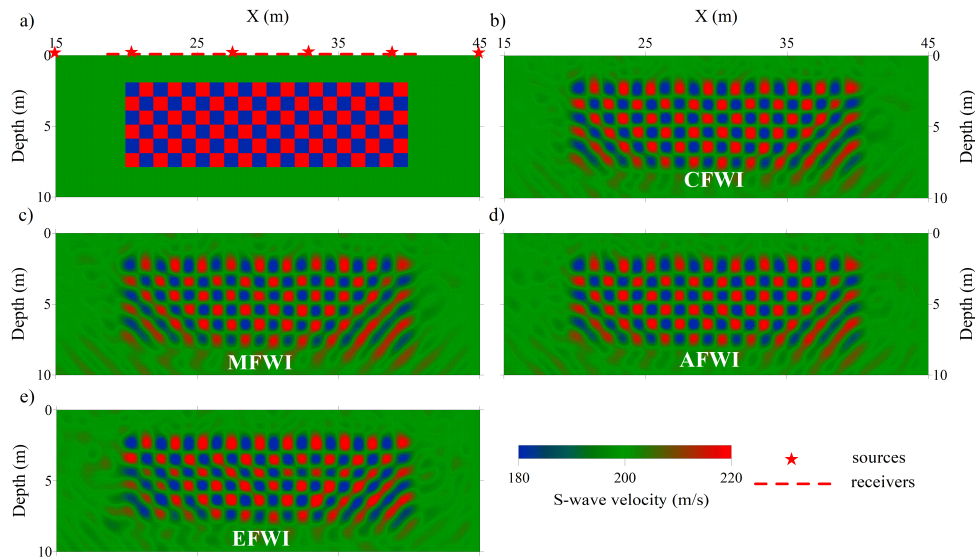 X (m)
X (m)
a)
b)
15 25 35 45
15 25 35 45
0
5
10
Depth (m)
0
5
10
Depth (m)
CFWI
c)
d)
0
5
10
Depth (m)
0
5
10
Depth (m)
MFWI
AFWI
e)
0
5
10
Depth (m)
EFWI
180 200 220
S-wave velocity (m/s)
sources
receivers